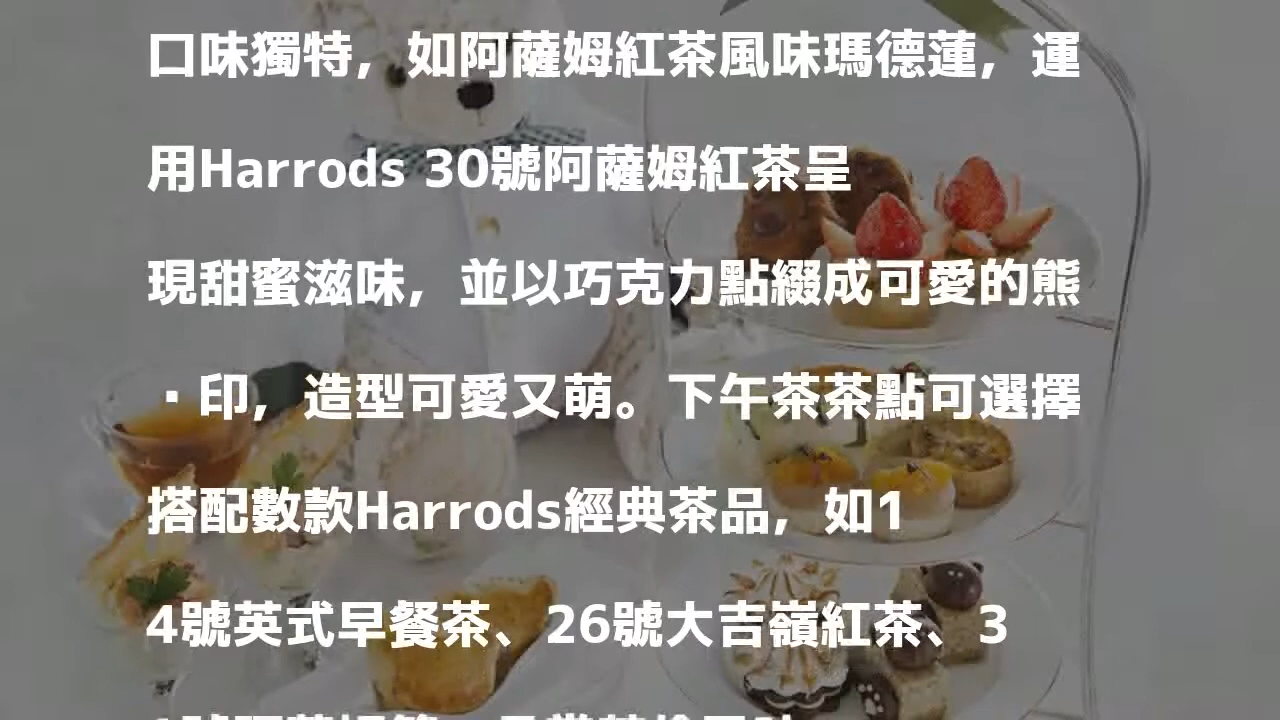 口味獨特，如阿薩姆紅茶風味瑪德蓮，運
用Harrods 30號阿薩姆紅茶呈
現甜蜜滋味，並以巧克力點綴成可愛的熊
·印，造型可愛又萌。下午茶茶點可選擇
搭配數款Harrods經典茶品，如1
4號英式早餐茶、26號大吉嶺紅茶、3